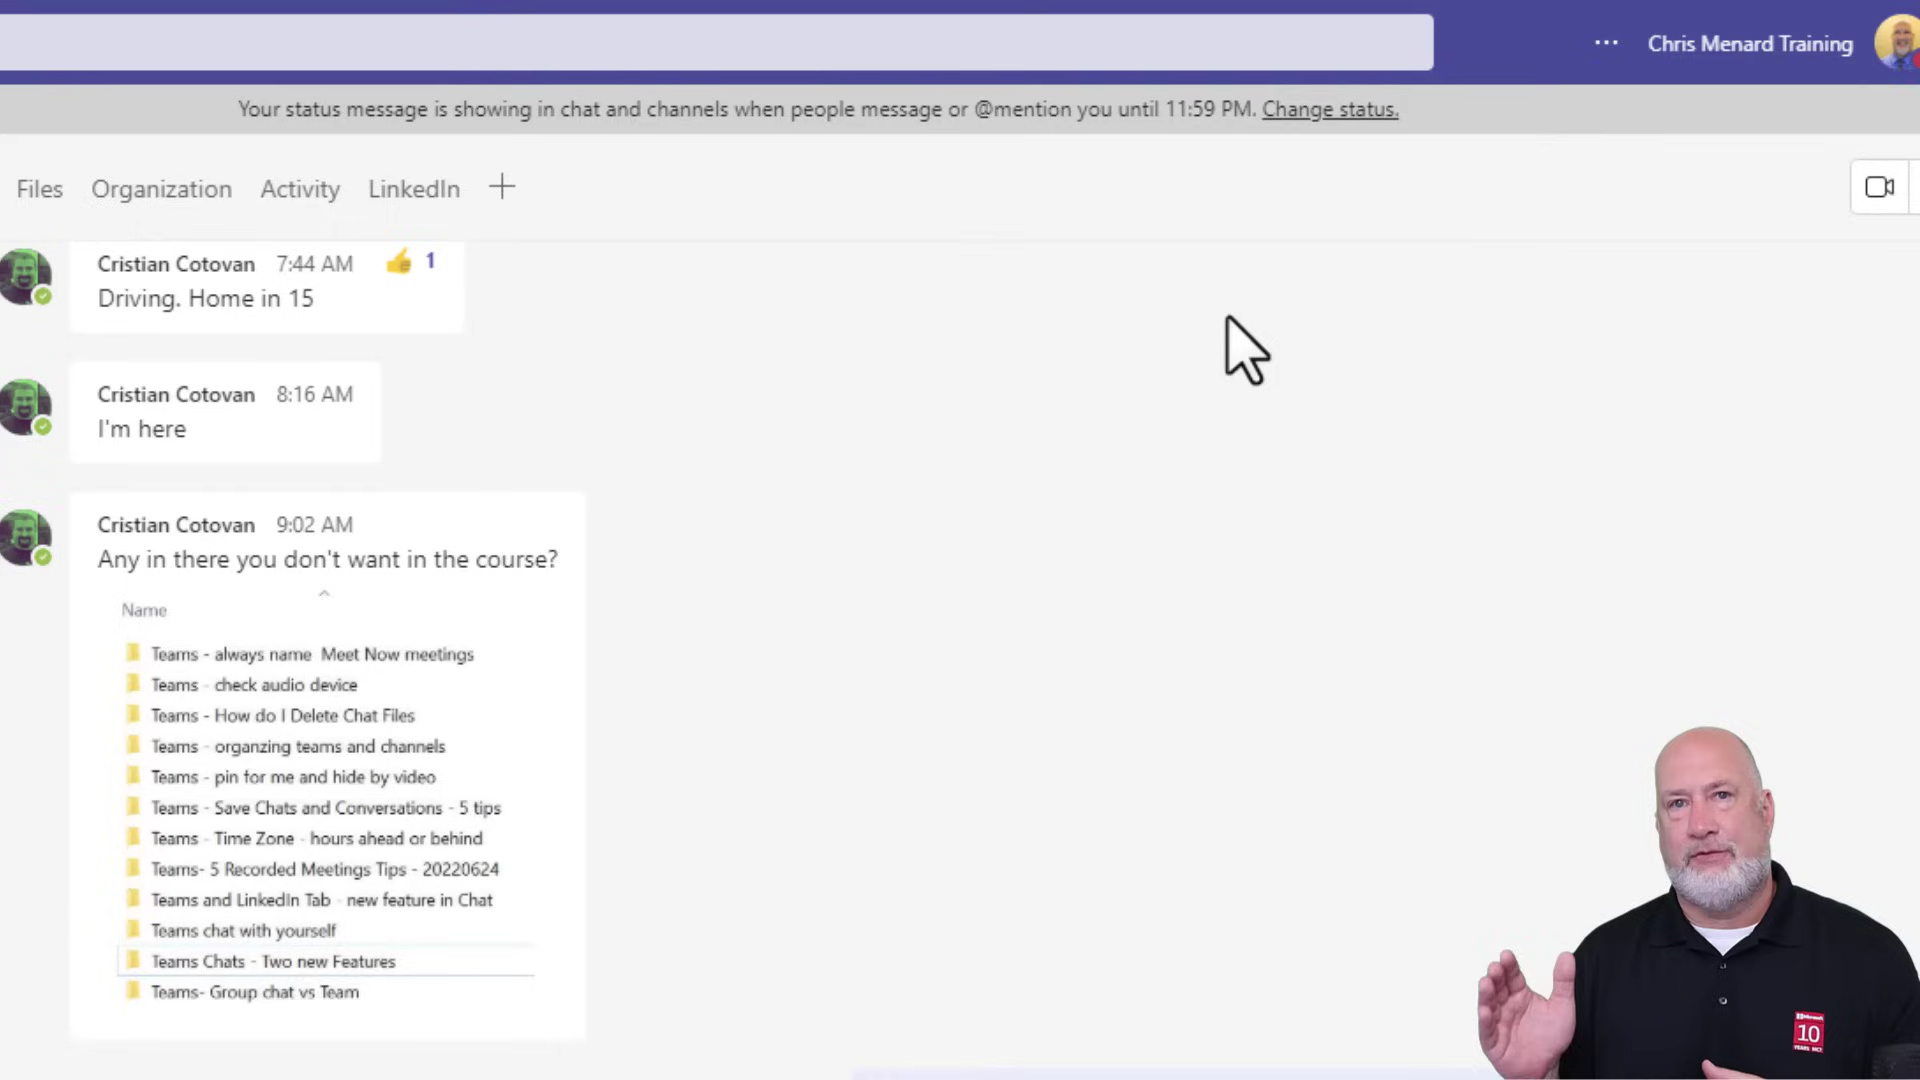 Chris Menard Training
Your status message is showing in chat and channels when people message or @mention you until 11:59 PM. Change status.
Files Organization Activity LinkedIn
Cristian Cotovan 7:44 AM 👍 1
Driving. Home in 15
Cristian Cotovan 8:16 AM
I'm here
Cristian Cotovan 9:02 AM
Any in there you don't want in the course?
Name
Teams - always name Meet Now meetings
Teams - check audio device
Teams - How do I Delete Chat Files
Teams - organzing teams and channels
Teams - pin for me and hide by video
Teams - Save Chats and Conversations - 5 tips
Teams - Time Zone - hours ahead or behind
Teams- 5 Recorded Meetings Tips - 20220624
Teams and LinkedIn Tab - new feature in Chat
Teams chat with yourself
Teams Chats - Two new Features
Teams- Group chat vs Team
Microsoft
10
YEARS MCT